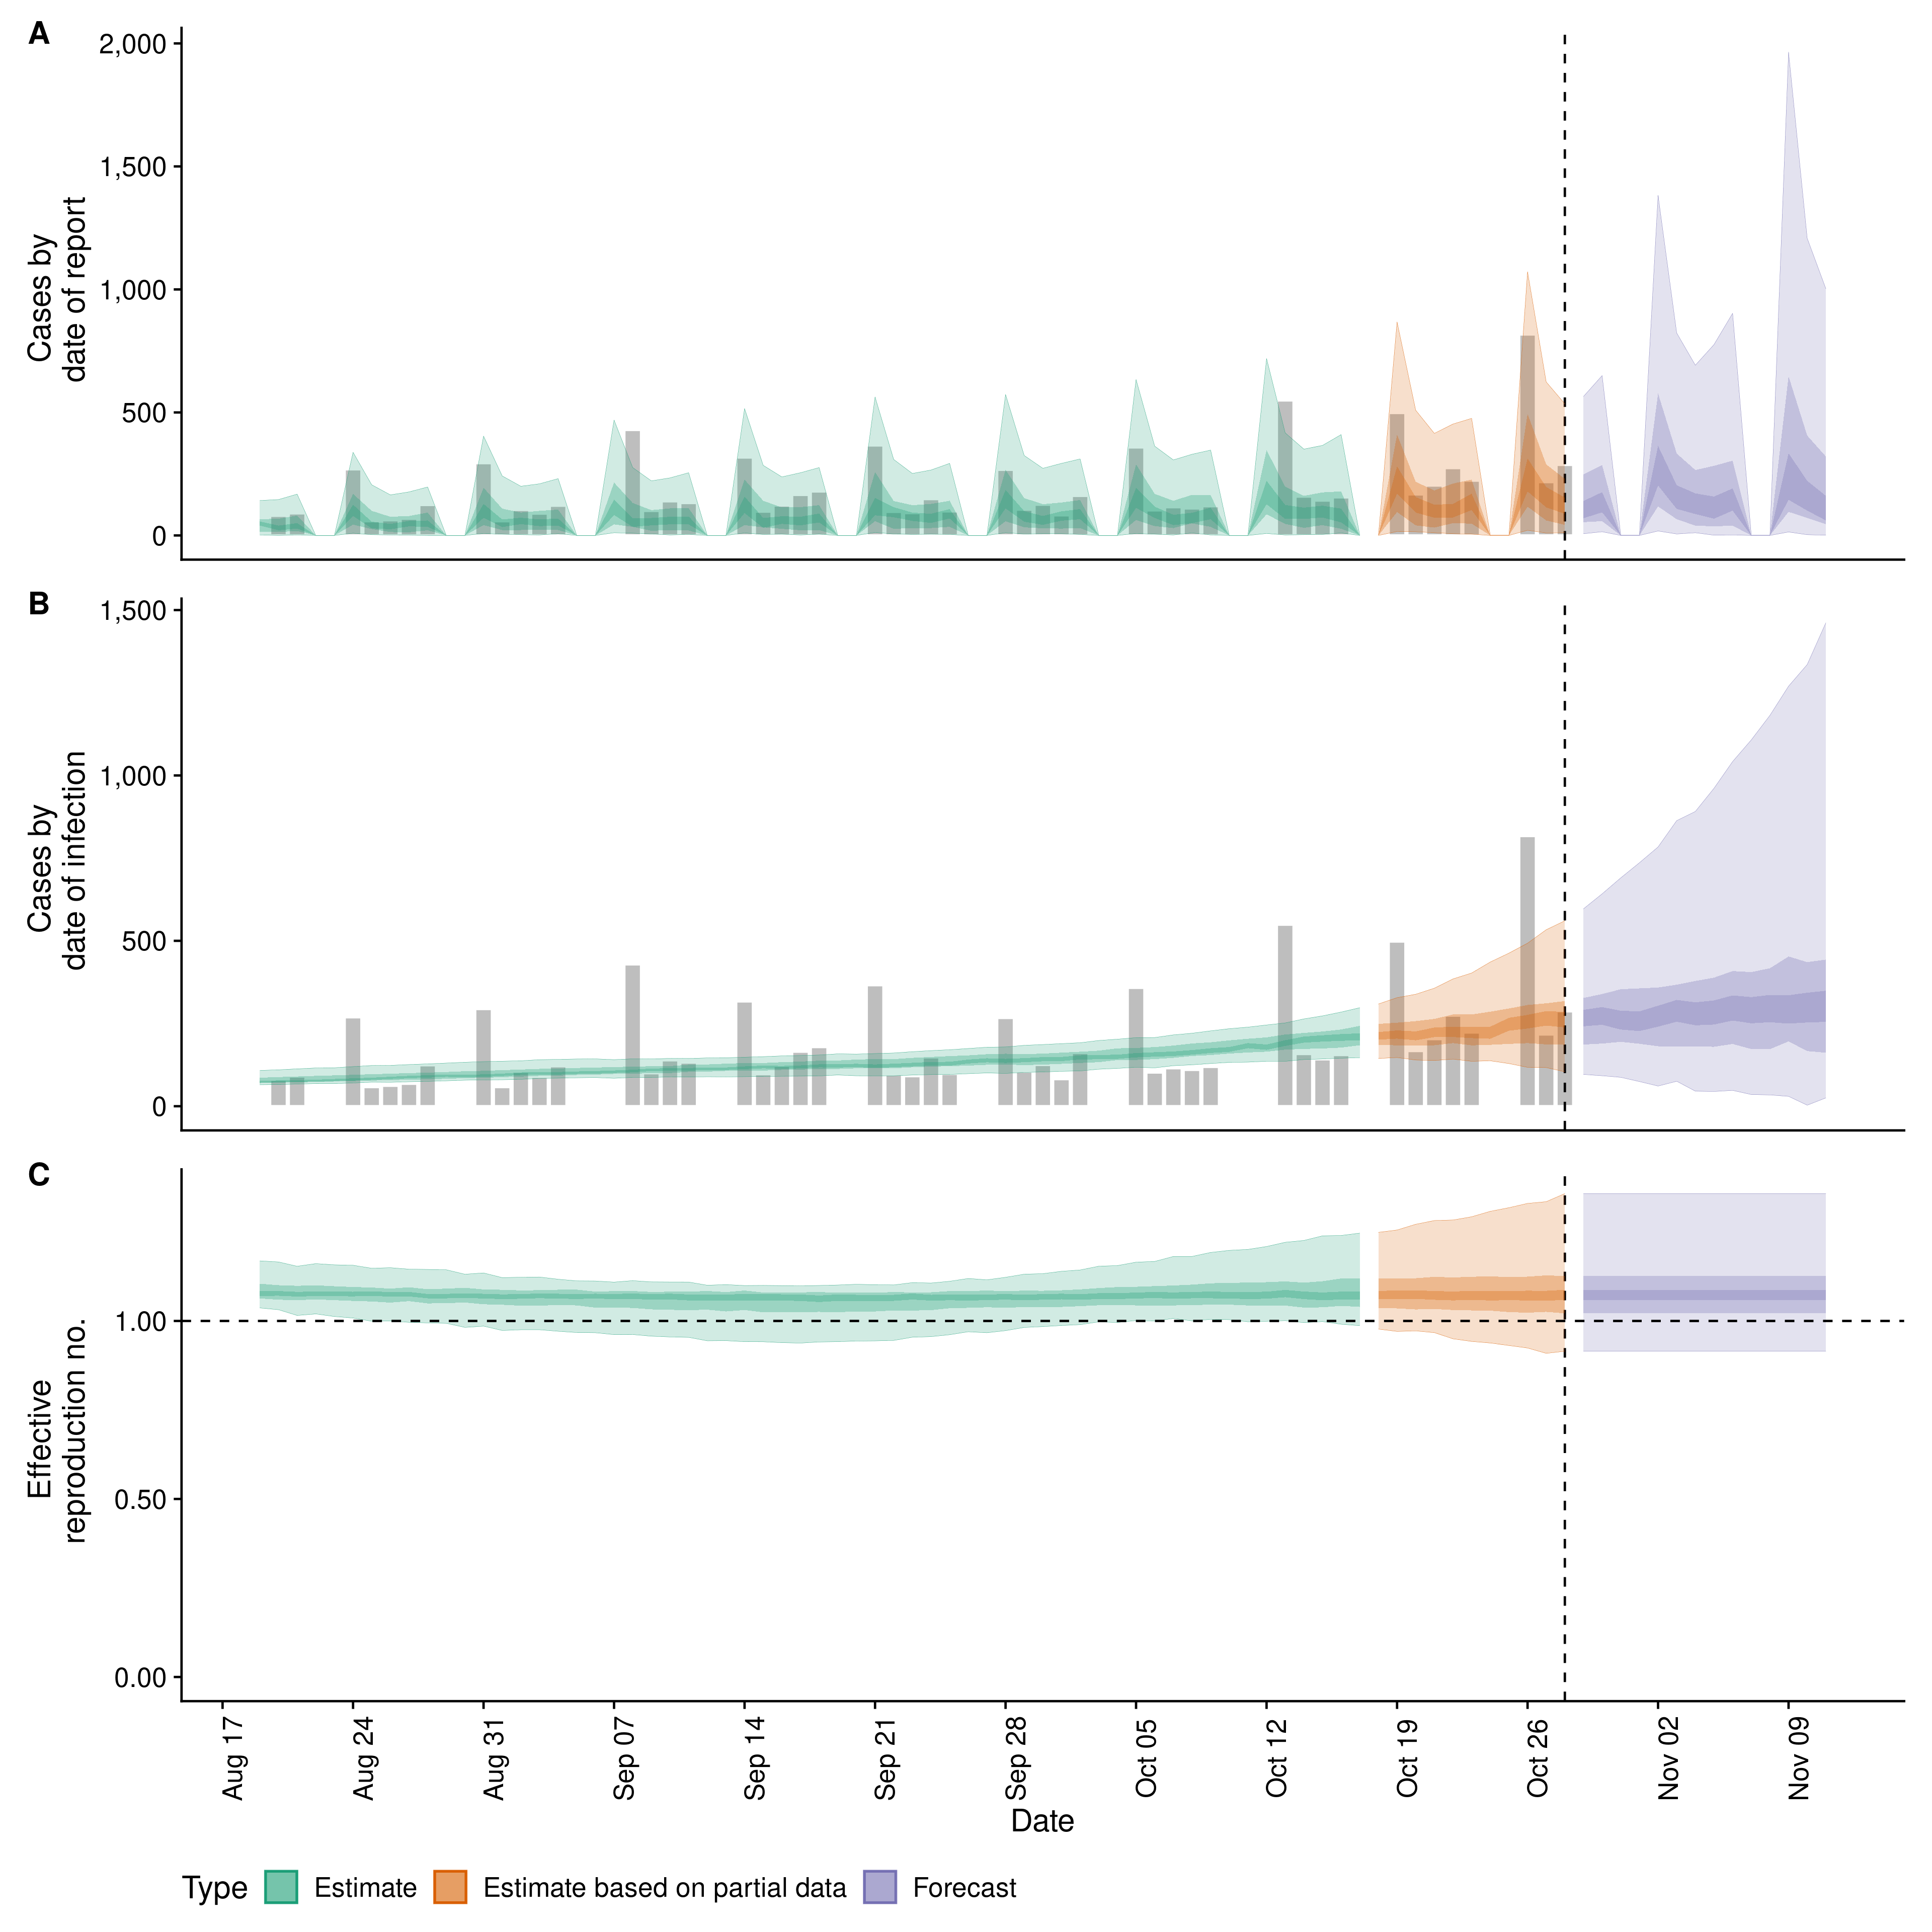 A
2,000
1,500
1,000
500
0
Cases by
date of report
B
1,500
1,000
500
0
Cases by
date of infection
C
1.00
0.50
0.00
Effective
reproduction no.
Aug 17
Aug 24
Aug 31
Sep 07
Sep 14
Sep 21
Sep 28
Oct 05
Oct 12
Oct 19
Oct 26
Nov 02
Nov 09
Date
Type Estimate Estimate based on partial data Forecast